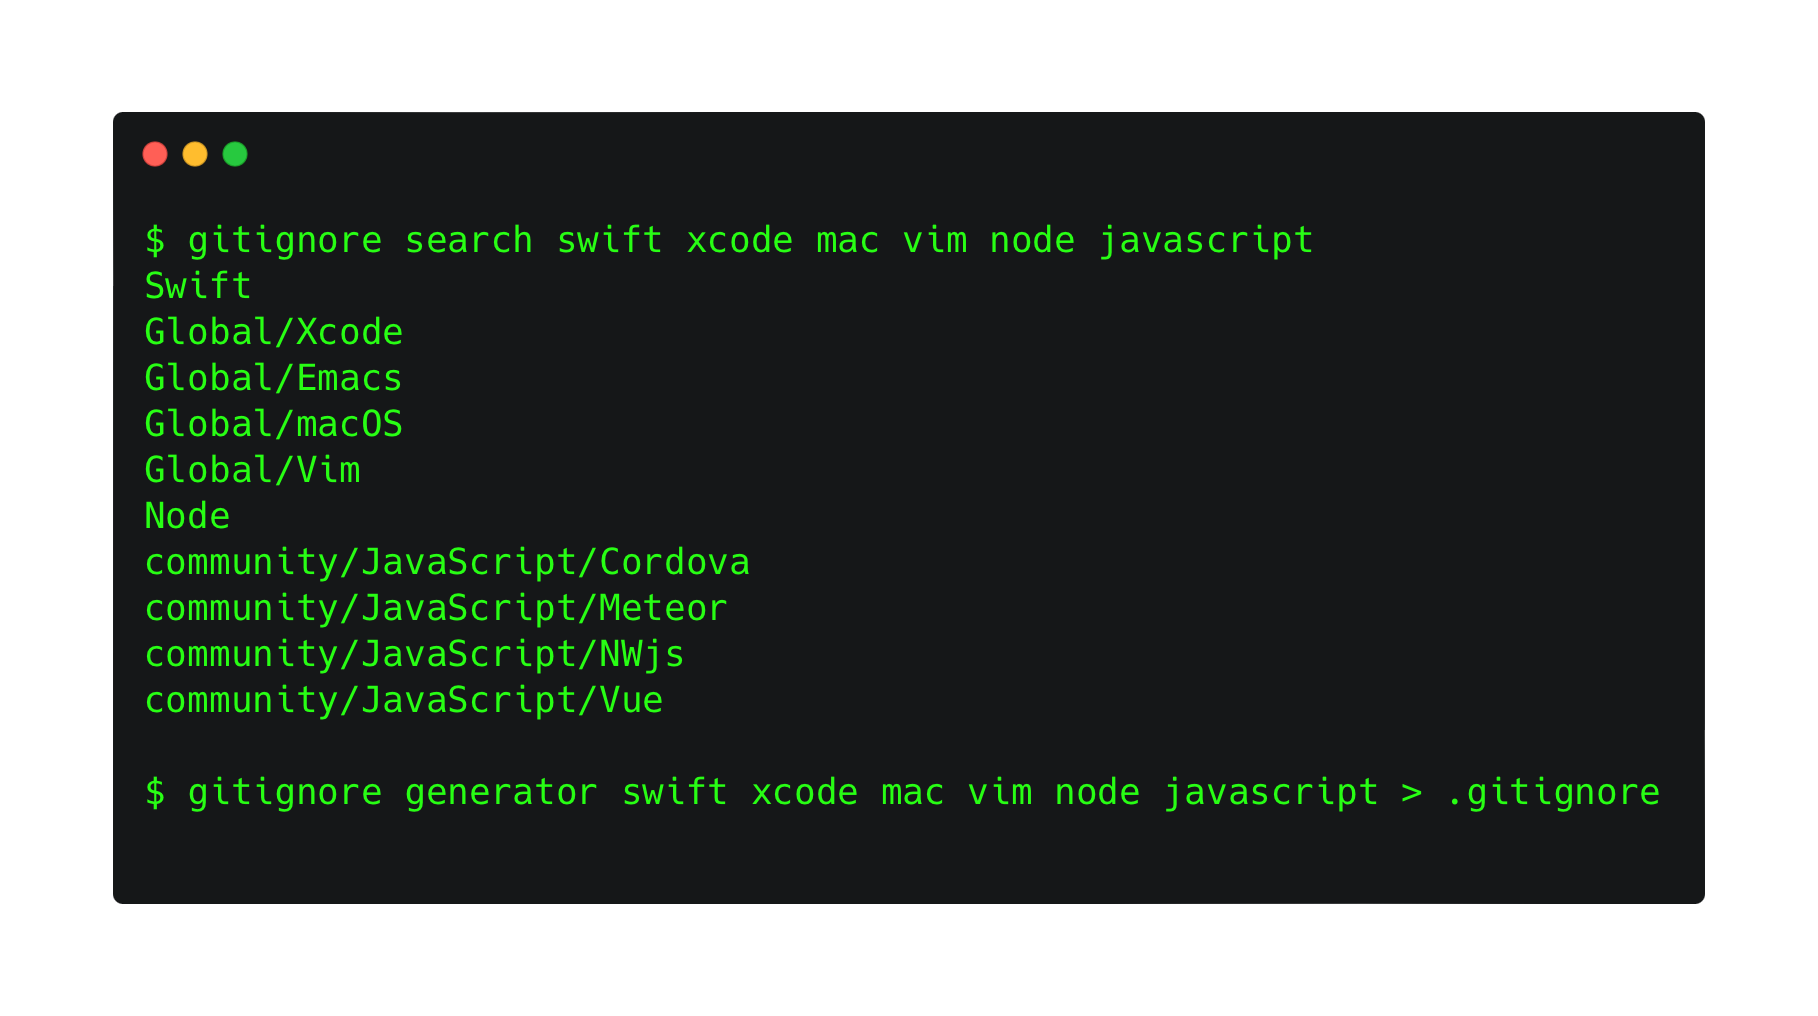 $ gitignore search swift xcode mac vim node javascript
Swift
Global/Xcode
Global/Emacs
Global/macOS
Global/Vim
Node
community/JavaScript/Cordova
community/JavaScript/Meteor
community/JavaScript/NWjs
community/JavaScript/Vue
$ gitignore generator swift xcode mac vim node javascript > .gitignore